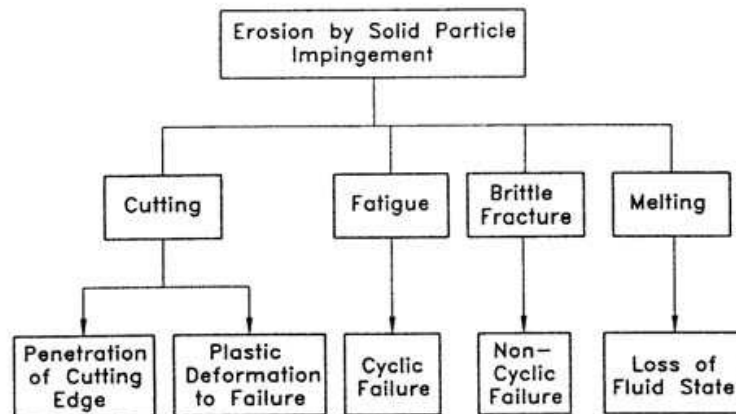 Erosion by Solid Particle
Impingement
Cutting
Fatigue
Brittle
Fracture
Melting
Penetration
of Cutting
Edge
Plastic
Deformation
to Failure
Cyclic
Failure
Non-
Cyclic
Failure
Loss of
Fluid State